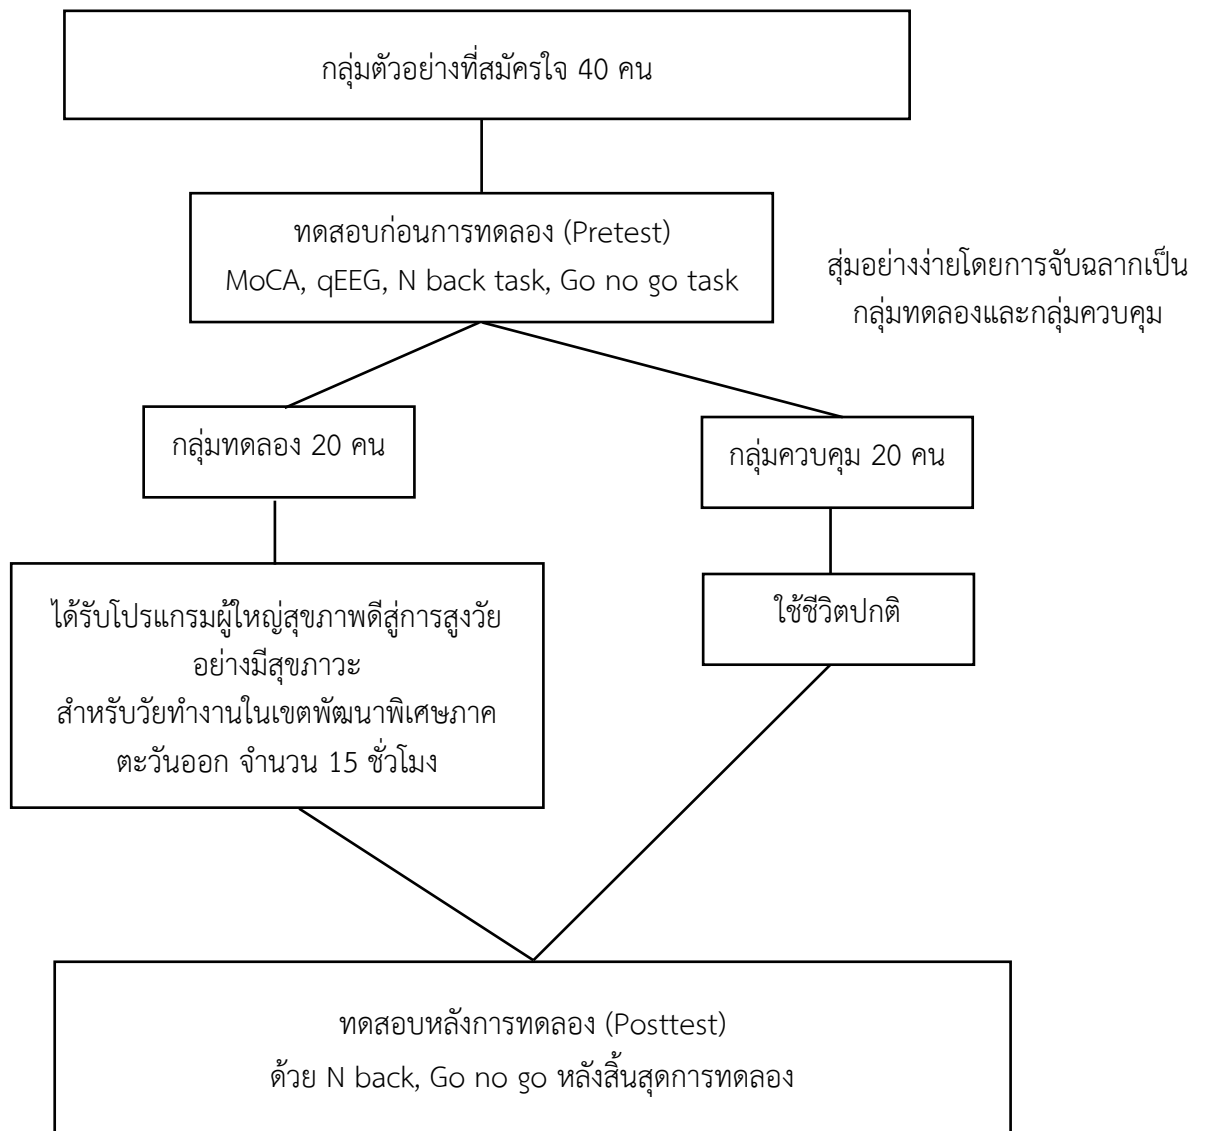 กลุ่มตัวอย่างที่สมัครใจ 40 คน
ทดสอบก่อนการทดลอง (Pretest)
MoCA, qEEG, N back task, Go no go task
สุ่มอย่างง่ายโดยการจับฉลากเป็น
กลุ่มทดลองและกลุ่มควบคุม
กลุ่มทดลอง 20 คน
กลุ่มควบคุม 20 คน
ได้รับโปรแกรมผู้ใหญ่สุขภาพดีสู่การสูงวัย
อย่างมีสุขภาวะ
สำหรับวัยทำงานในเขตพัฒนาพิเศษภาค
ตะวันออก จำนวน 15 ชั่วโมง
ใช้ชีวิตปกติ
ทดสอบหลังการทดลอง (Posttest)
ด้วย N back, Go no go หลังสิ้นสุดการทดลอง